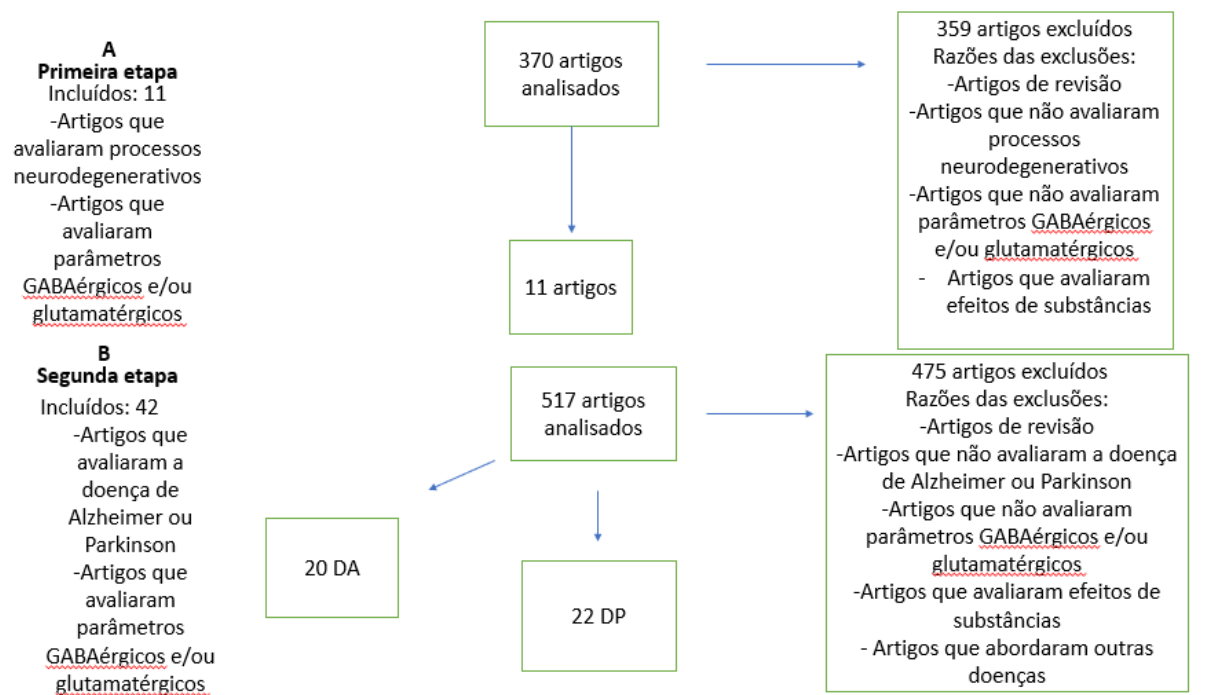 A
Primeira etapa
Incluídos: 11
-Artigos que
avaliaram processos
neurodegenerativos
-Artigos que
avaliaram
parâmetros
GABAérgicos e/ou
glutamatérgicos
370 artigos
analisados
359 artigos excluídos
Razões das exclusões:
-Artigos de revisão
-Artigos que não avaliaram
processos
neurodegenerativos
-Artigos que não avaliaram
parâmetros GABAérgicos
e/ou glutamatérgicos
- Artigos que avaliaram
efeitos de substâncias
11 artigos
B
Segunda etapa
Incluídos: 42
-Artigos que
avaliaram a
doença de
Alzheimer ou
Parkinson
-Artigos que
avaliaram
parâmetros
GABAérgicos e/ou
glutamatérgicos
517 artigos
analisados
475 artigos excluídos
Razões das exclusões:
-Artigos de revisão
-Artigos que não avaliaram a doença
de Alzheimer ou Parkinson
-Artigos que não avaliaram
parâmetros GABAérgicos e/ou
glutamatérgicos
-Artigos que avaliaram efeitos de
substâncias
- Artigos que abordaram outras
doenças
20 DA
22 DP